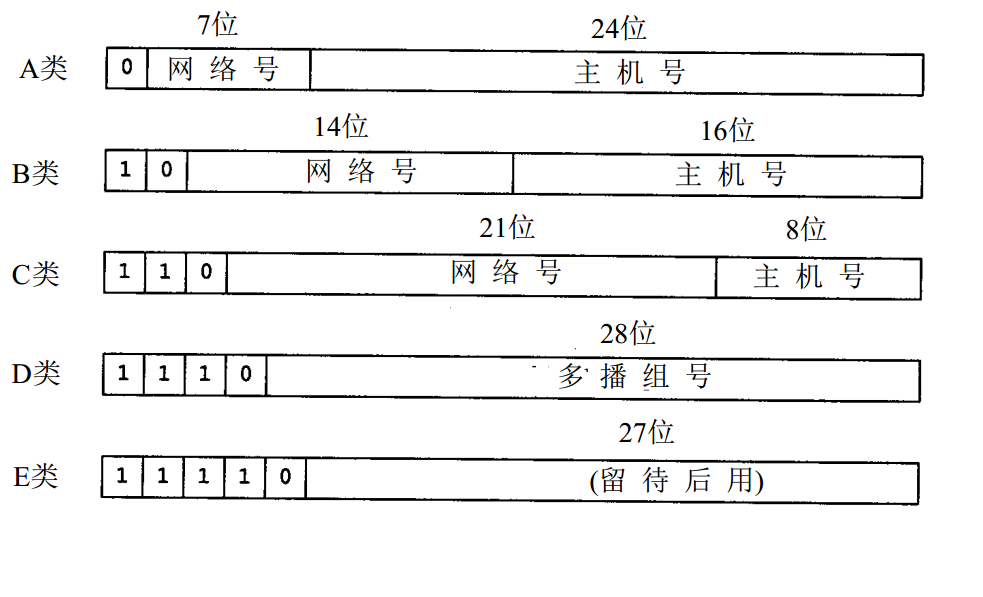 7位 24位
A类 0 网络号 主机号
14位 16位
B类 1 0 网络号 主机号
21位 8位
C类 1 1 0 网络号 主机号
28位
D类 1 1 1 0 多播组号
27位
E类 1 1 1 1 0 (留待后用)